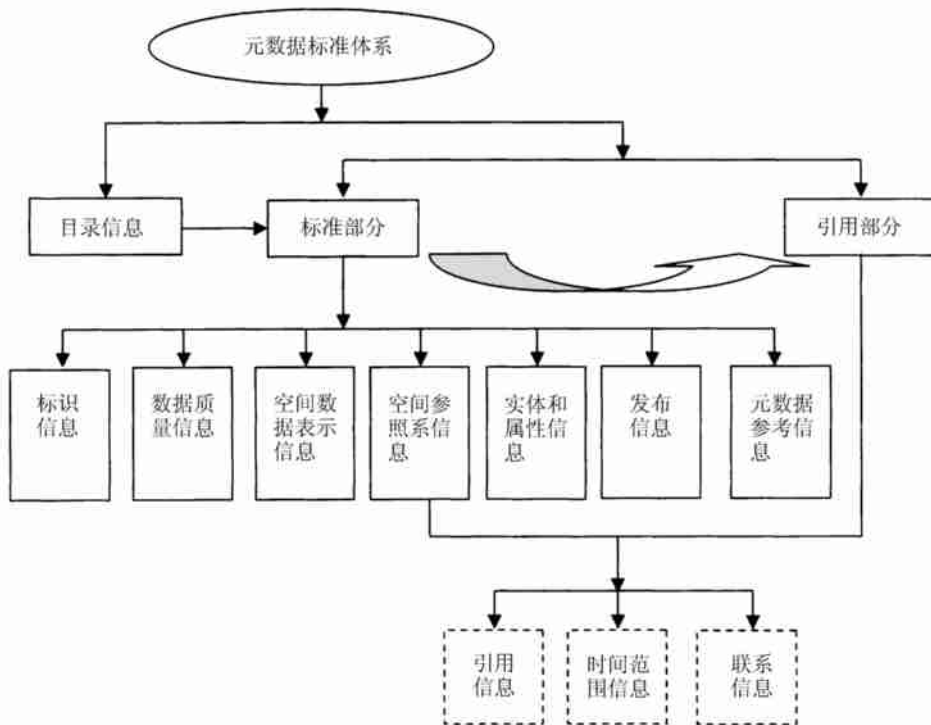 元数据标准体系
目录信息
标准部分
引用部分
标识
信息
数据质
量信息
空间数
据表示
信息
空间参
照系信
息
实体和
属性信
息
发布
信息
元数据
参考信
息
引用
信息
时间范
围信息
联系
信息